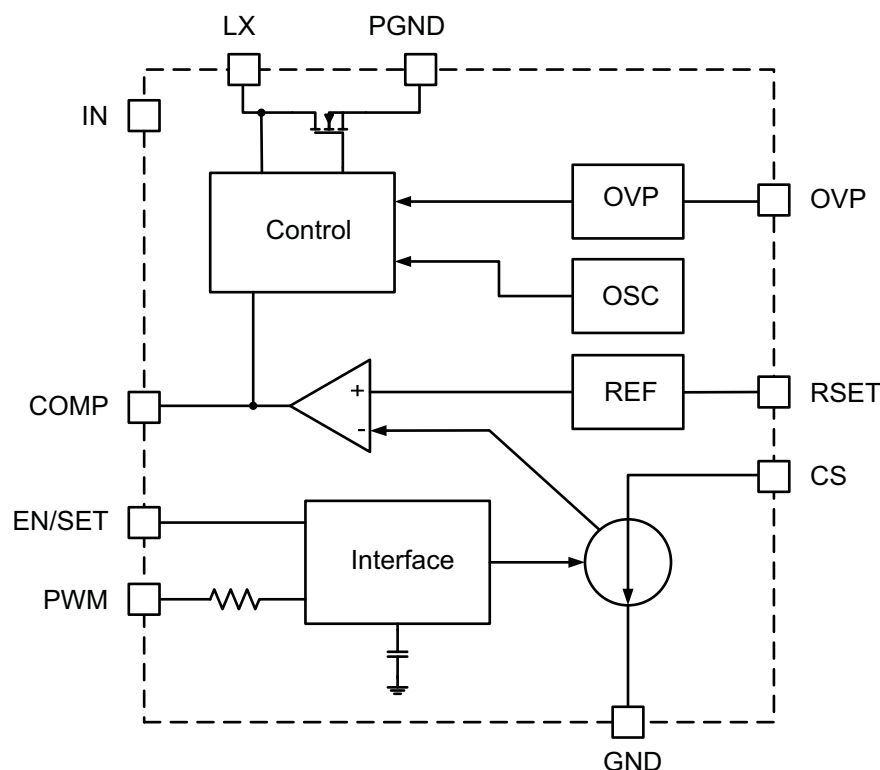 LX PGND
IN
OVP OVP
Control
OSC
COMP + REF RSET
-
CS
EN/SET
Interface
PWM
GND